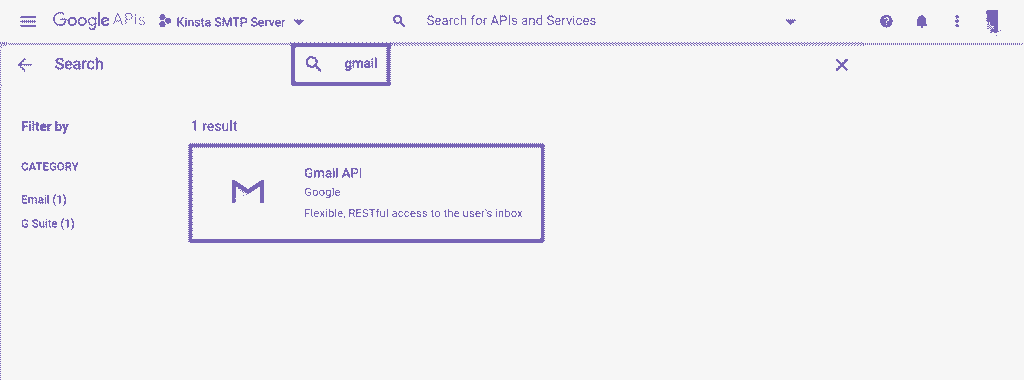 Google APIs Kinsta SMTP Server Search for APIs and Services
Search gmail
Filter by
1 result
CATEGORY
Email (1)
G Suite (1)
Gmail API
Google
Flexible, RESTful access to the user's inbox